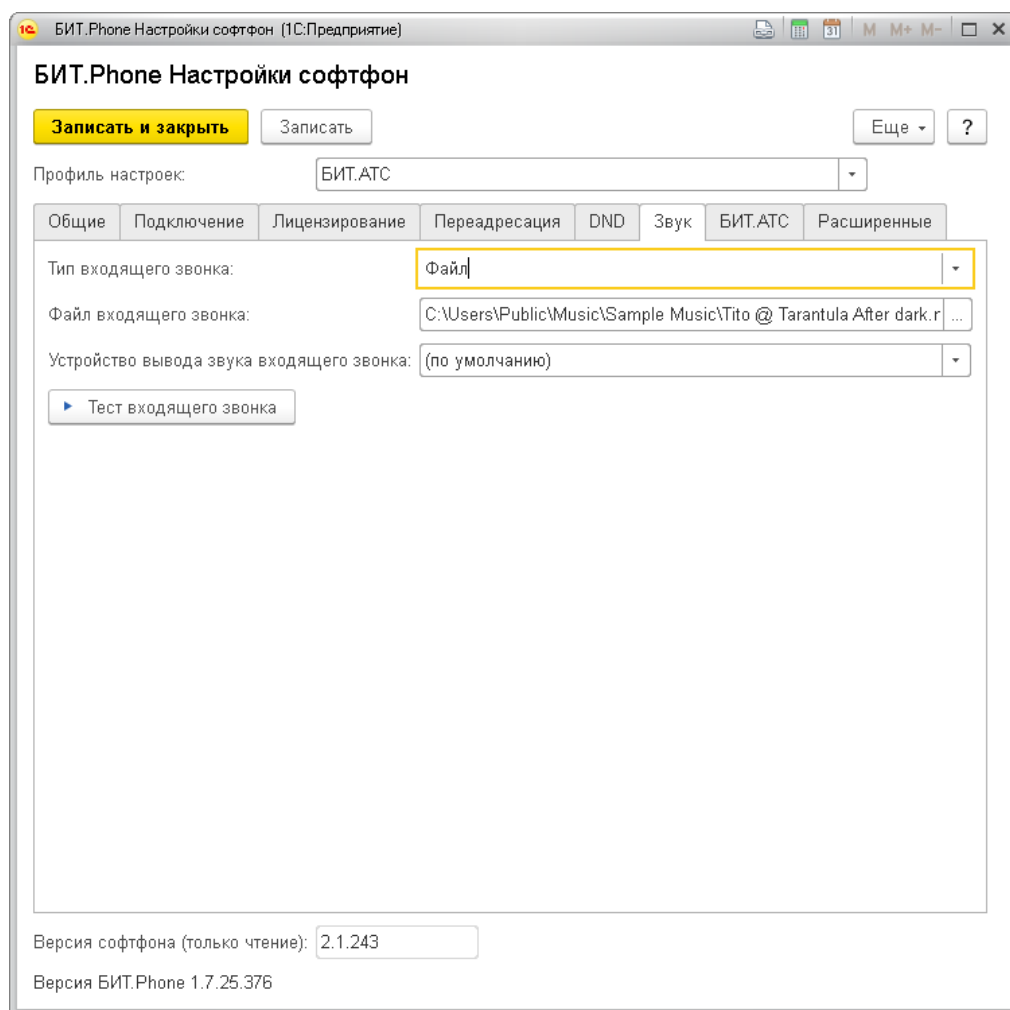 1С БИТ.Phone Настройки софтфон (1С:Предприятие) 31 M M+ M-
БИТ.Phone Настройки софтфон
Записать и закрыть Записать Еще ?
Профиль настроек: БИТ.АТС
Общие Подключение Лицензирование Переадресация DND Звук БИТ.АТС Расширенные
Тип входящего звонка: Файл
Файл входящего звонка: C:\Users\Public\Music\Sample Music\Tito @ Tarantula After dark.r ...
Устройство вывода звука входящего звонка: (по умолчанию)
Тест входящего звонка
Версия софтфона (только чтение): 2.1.243
Версия БИТ.Phone 1.7.25.376